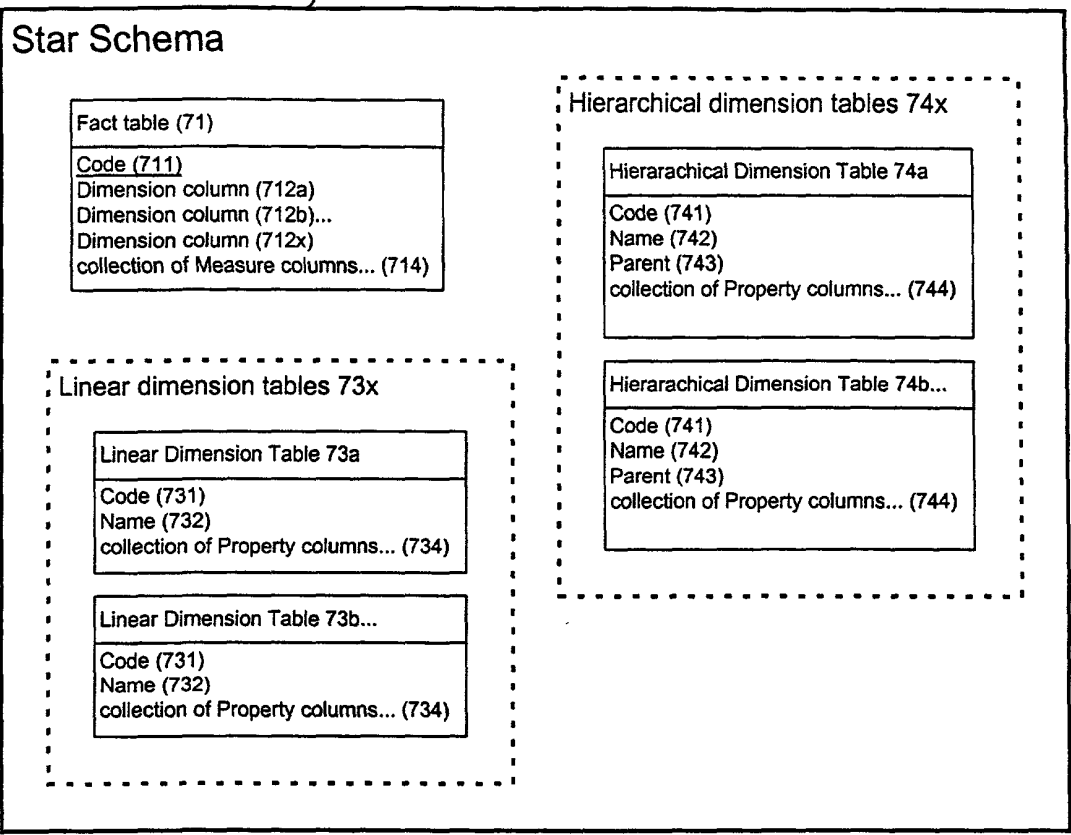 Star Schema
Fact table (71)
Code (711)
Dimension column (712a)
Dimension column (712b)...
Dimension column (712x)
collection of Measure columns... (714)
Hierarchical dimension tables 74x
Hierarachical Dimension Table 74a
Code (741)
Name (742)
Parent (743)
collection of Property columns... (744)
Hierarachical Dimension Table 74b...
Code (741)
Name (742)
Parent (743)
collection of Property columns... (744)
Linear dimension tables 73x
Linear Dimension Table 73a
Code (731)
Name (732)
collection of Property columns... (734)
Linear Dimension Table 73b...
Code (731)
Name (732)
collection of Property columns... (734)